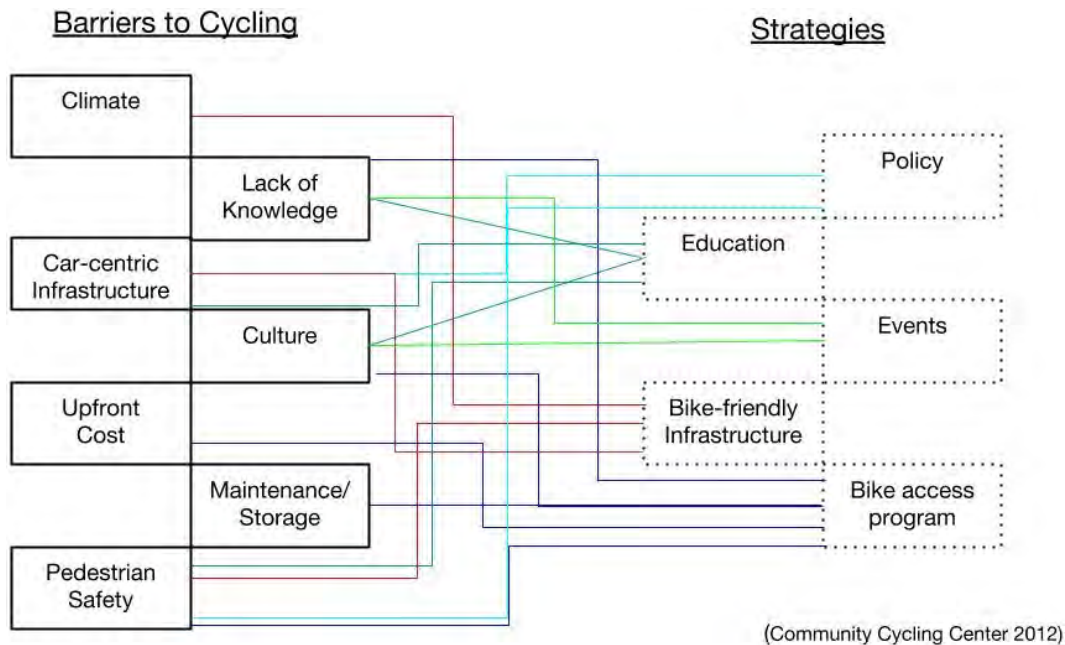 Barriers to Cycling
Strategies
Climate
Lack of
Knowledge
Car-centric
Infrastructure
Culture
Upfront
Cost
Maintenance/
Storage
Pedestrian
Safety
Policy
Education
Events
Bike-friendly
Infrastructure
Bike access
program
(Community Cycling Center 2012)